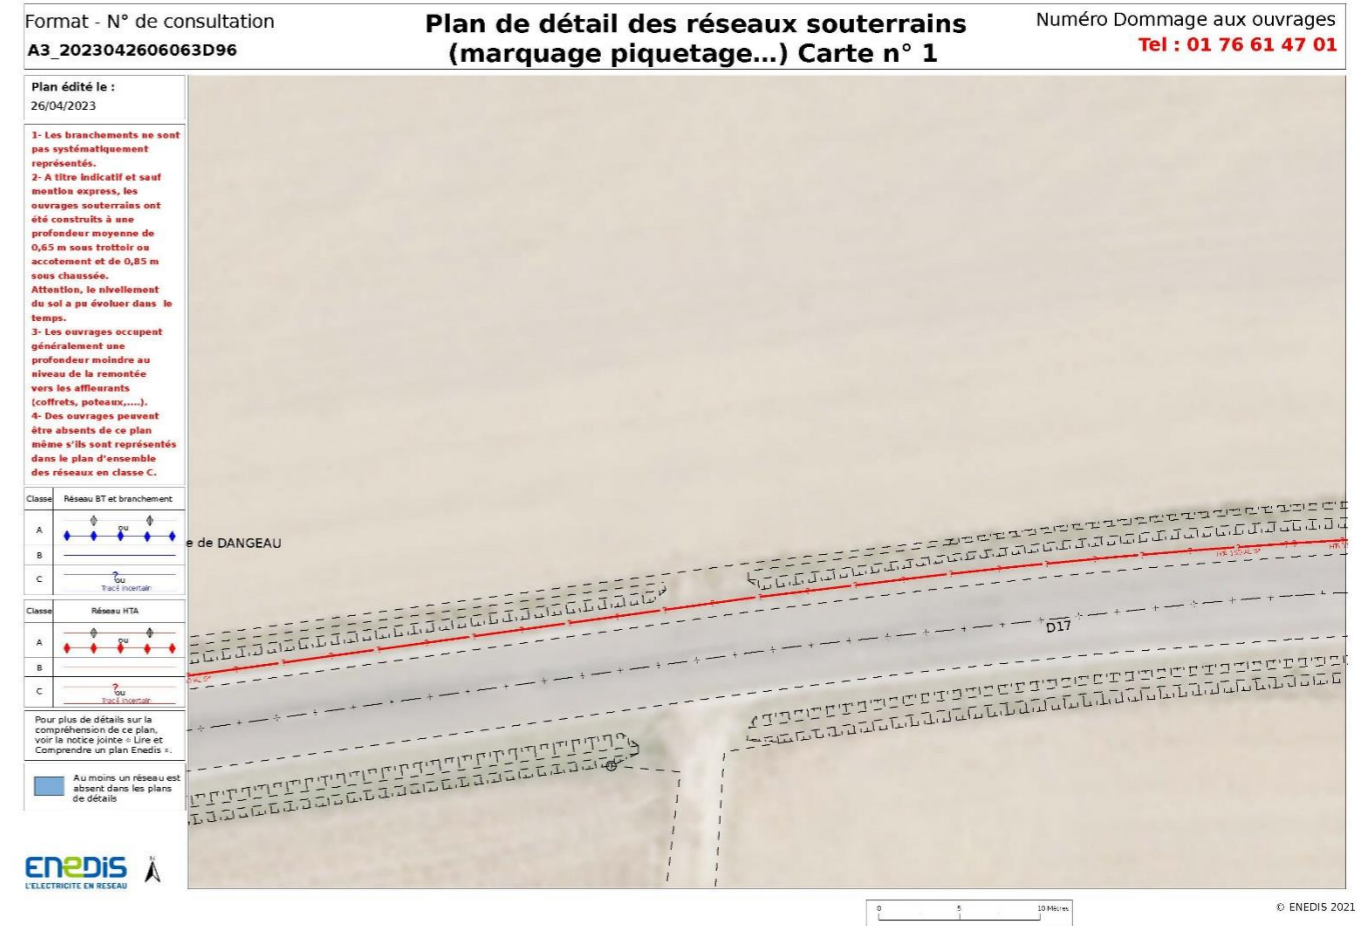 Format - N° de consultation
A3_2023042606063D96
Plan de détail des réseaux souterrains
(marquage piquetage...) Carte n° 1
Numéro Dommage aux ouvrages
Tel : 01 76 61 47 01
Plan édité le :
26/04/2023
1- Les branchements ne sont
pas systématiquement
représentés.
2- A titre indicatif et sauf
mention express, les
ouvrages souterrains ont
été construits à une
profondeur moyenne de
0,65 m sous trottoir ou
accotement et de 0,85 m
sous chaussée.
Attention, le nivellement
du sol a pu évoluer dans le
temps.
3- Les ouvrages occupent
généralement une
profondeur moindre au
niveau de la remontée
vers les affleurants
(coffrets, poteaux,....).
4- Des ouvrages peuvent
être absents de ce plan
même s'ils sont représentés
dans le plan d'ensemble
des réseaux en classe C.
Classe Réseau BT et branchement
A ou
B
C ? ou
Tracé incertain
Classe Réseau HTA
A ou
B
C ? ou
Tracé incertain
Pour plus de détails sur la
compréhension de ce plan,
voir la notice jointe « Lire et
Comprendre un plan Enedis ».
Au moins un réseau est
absent dans les plans
de détails
ENEDIS
L'ELECTRICITE EN RESEAU
N
e de DANGEAU
D17
0 5 10 Mètres
© ENEDIS 2021